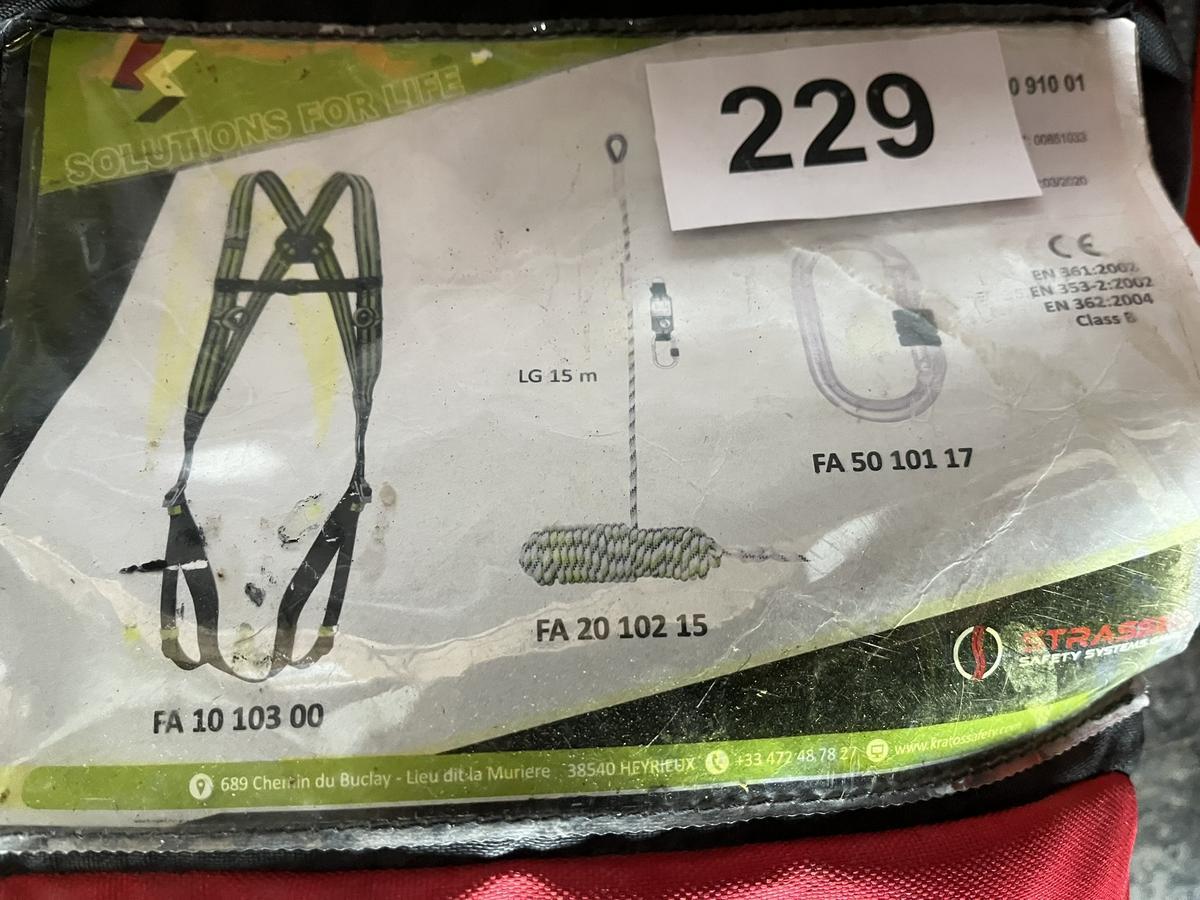 SOLUTIONS FOR LIFE
229
0 910 01
: 00851033
:03/2020
CE
EN 361:2002
EN 353-2:2002
EN 362:2004
Class B
LG 15 m
FA 50 101 17
FA 20 102 15
FA 10 103 00
STRASSE
SAFETY SYSTEMS
689 Chemin du Buclay - Lieu dit la Murière 38540 HEYRIEUX +33 472 48 78 27 www.kratossafety.com